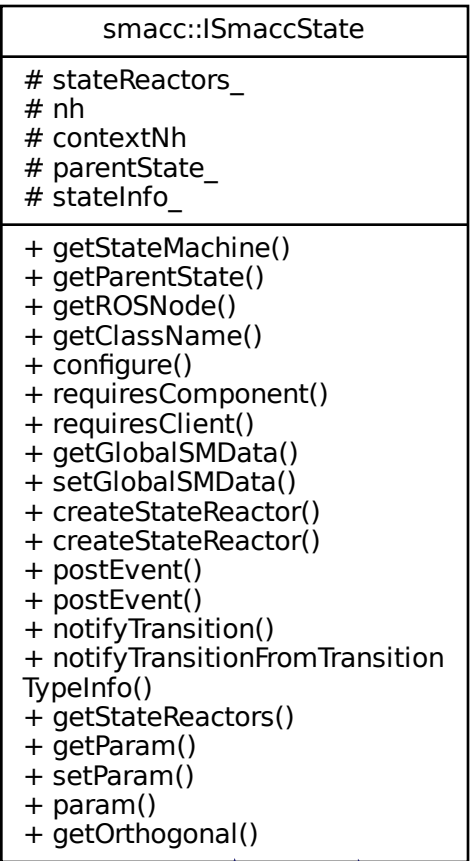 smacc::ISmaccState
# stateReactors_
# nh
# contextNh
# parentState_
# stateInfo_
+ getStateMachine()
+ getParentState()
+ getROSNode()
+ getClassName()
+ configure()
+ requiresComponent()
+ requiresClient()
+ getGlobalSMData()
+ setGlobalSMData()
+ createStateReactor()
+ createStateReactor()
+ postEvent()
+ postEvent()
+ notifyTransition()
+ notifyTransitionFromTransition
TypeInfo()
+ getStateReactors()
+ getParam()
+ setParam()
+ param()
+ getOrthogonal()